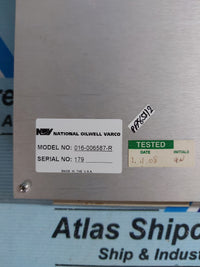 NOV NATIONAL OILWELL VARCO
MODEL NO: 016-006587-R
SERIAL NO: 179
MADE IN THE U.S.A.
TESTED
DATE
INITIALS
Atlas Shipc
Ship & Indust